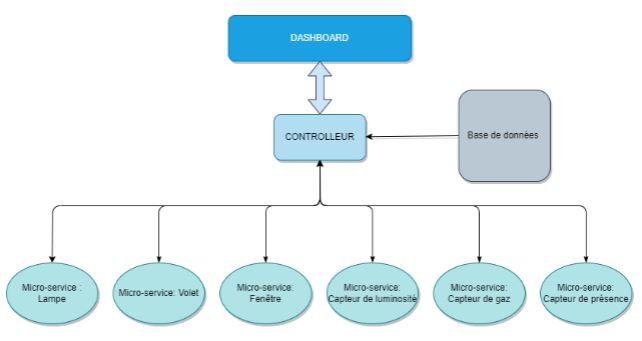 DASHBOARD
CONTROLLEUR
Base de données
Micro-service :
Lampe
Micro-service: Volet
Micro-service:
Fenêtre
Micro-service:
Capteur de luminosité
Micro-service:
Capteur de gaz
Micro-service:
Capteur de présence